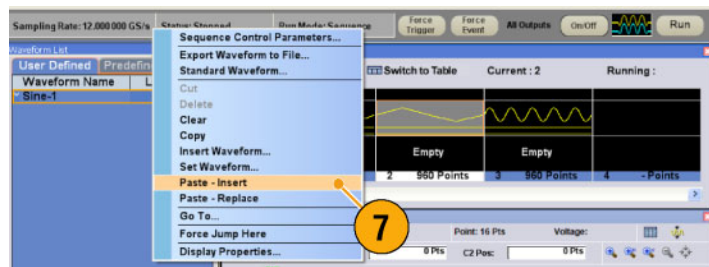 Sampling Rate: 12.000 000 GS/s Status: Stopped Run Mode: Sequence Force Trigger Force Event All Outputs On/Off Run
Waveform List
User Defined Predefin
Waveform Name L
Sine-1
Sequence Control Parameters...
Export Waveform to File...
Standard Waveform...
Cut
Delete
Clear
Copy
Insert Waveform...
Set Waveform...
Paste - Insert
Paste - Replace
Go To...
Force Jump Here
Display Properties...
7
Switch to Table Current : 2 Running :
Empty Empty
2 960 Points 3 960 Points 4 - Points
Point: 16 Pts Voltage:
0 Pts C2 Pos: 0 Pts